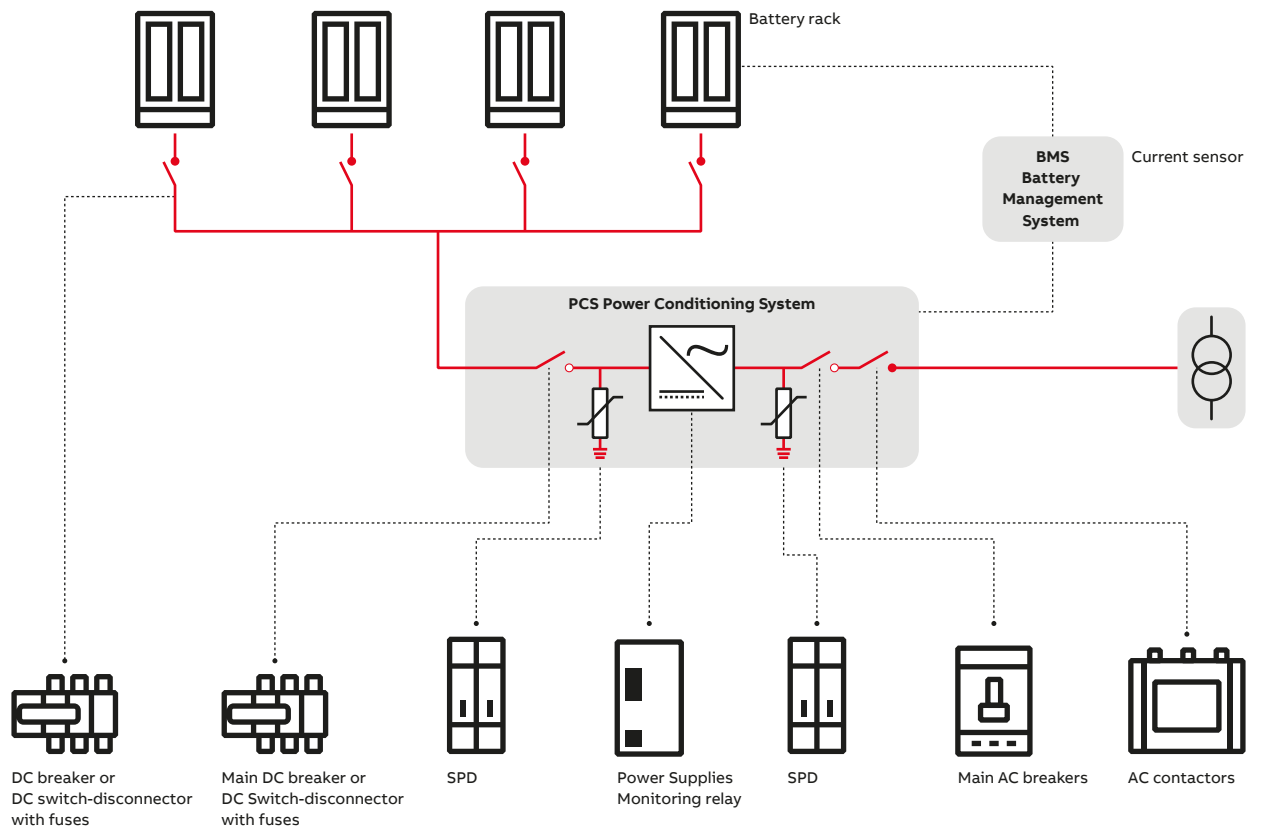 Battery rack
BMS
Battery
Management
System
Current sensor
PCS Power Conditioning System
DC breaker or
DC switch-disconnector
with fuses
Main DC breaker or
DC Switch-disconnector
with fuses
SPD
Power Supplies
Monitoring relay
SPD
Main AC breakers
AC contactors